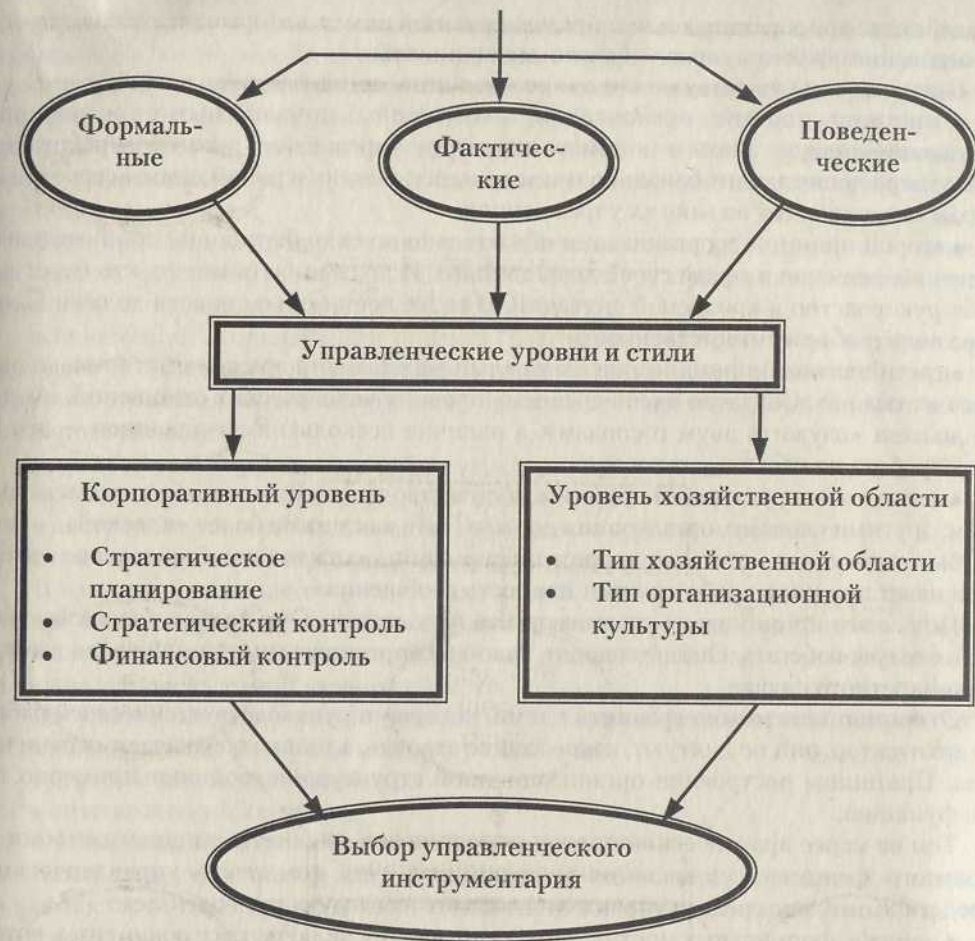 Формаль-
ные
Фактичес-
кие
Поведен-
ческие
Управленческие уровни и стили
Корпоративный уровень
• Стратегическое
планирование
• Стратегический контроль
• Финансовый контроль
Уровень хозяйственной области
• Тип хозяйственной области
• Тип организационной
культуры
Выбор управленческого
инструментария